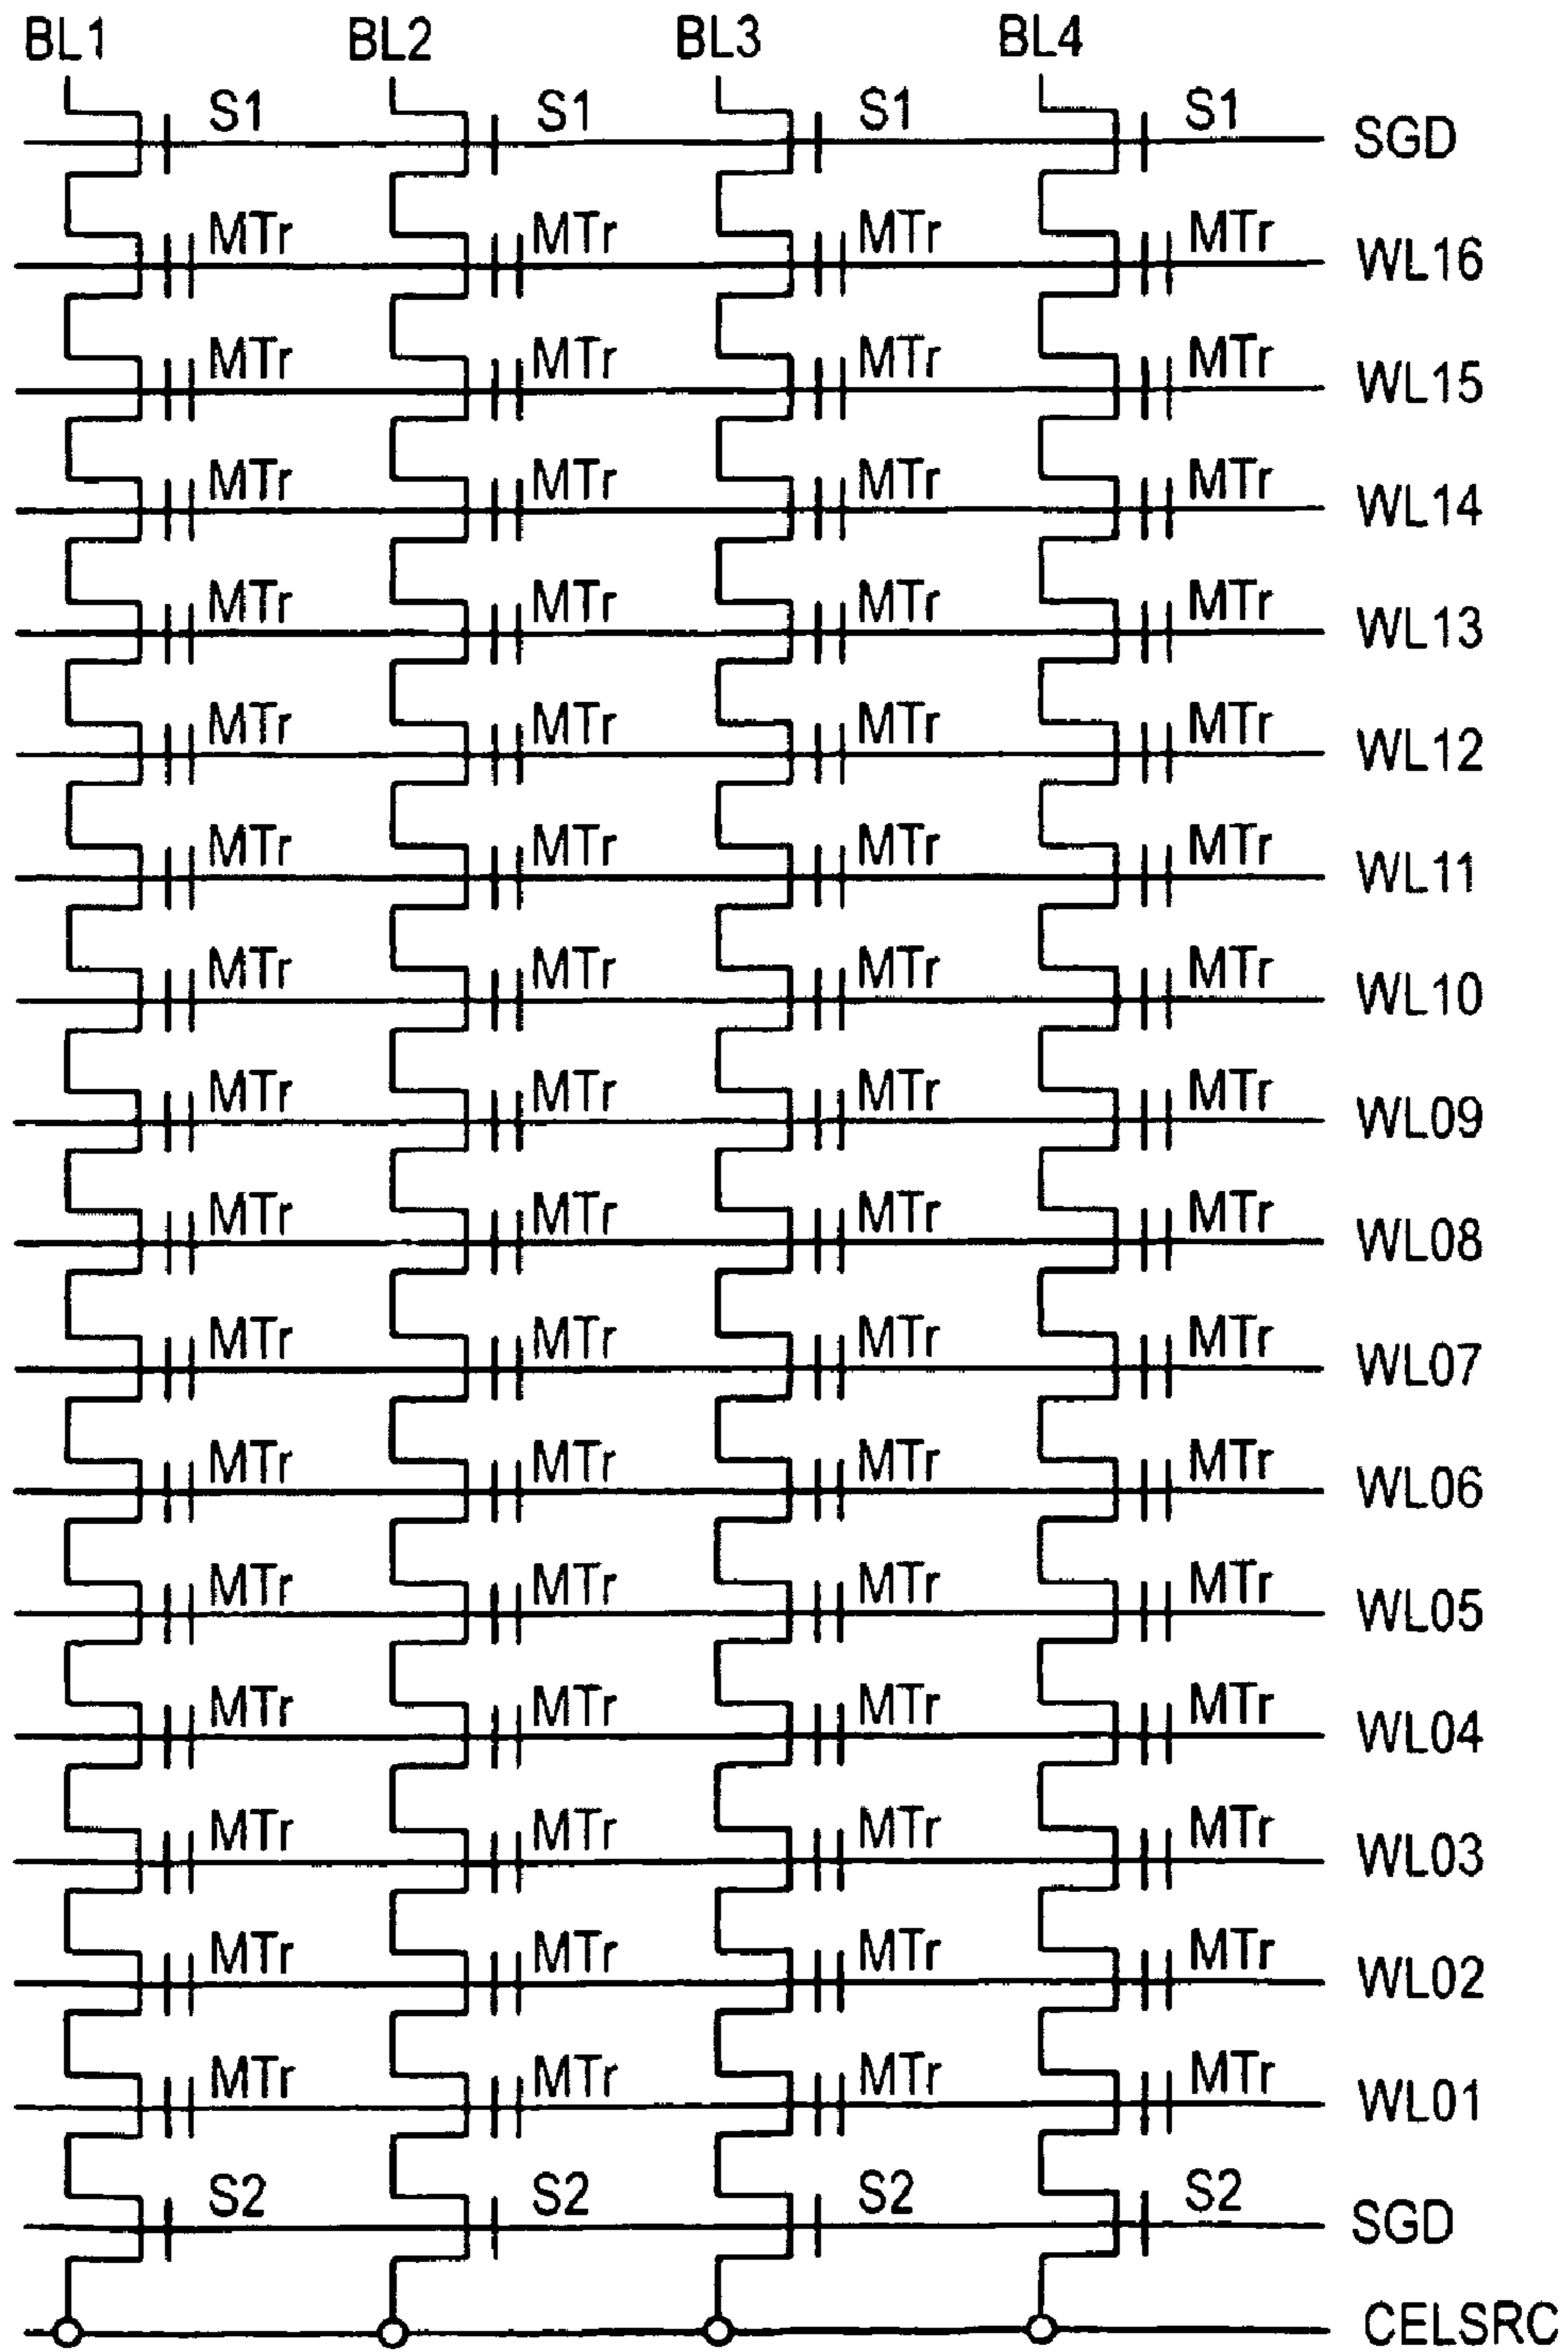 BL1 BL2 BL3 BL4
S1 S1 S1 S1 SGD
MTr MTr MTr MTr WL16
MTr MTr MTr MTr WL15
MTr MTr MTr MTr WL14
MTr MTr MTr MTr WL13
MTr MTr MTr MTr WL12
MTr MTr MTr MTr WL11
MTr MTr MTr MTr WL10
MTr MTr MTr MTr WL09
MTr MTr MTr MTr WL08
MTr MTr MTr MTr WL07
MTr MTr MTr MTr WL06
MTr MTr MTr MTr WL05
MTr MTr MTr MTr WL04
MTr MTr MTr MTr WL03
MTr MTr MTr MTr WL02
MTr MTr MTr MTr WL01
S2 S2 S2 S2 SGD
CELSRC